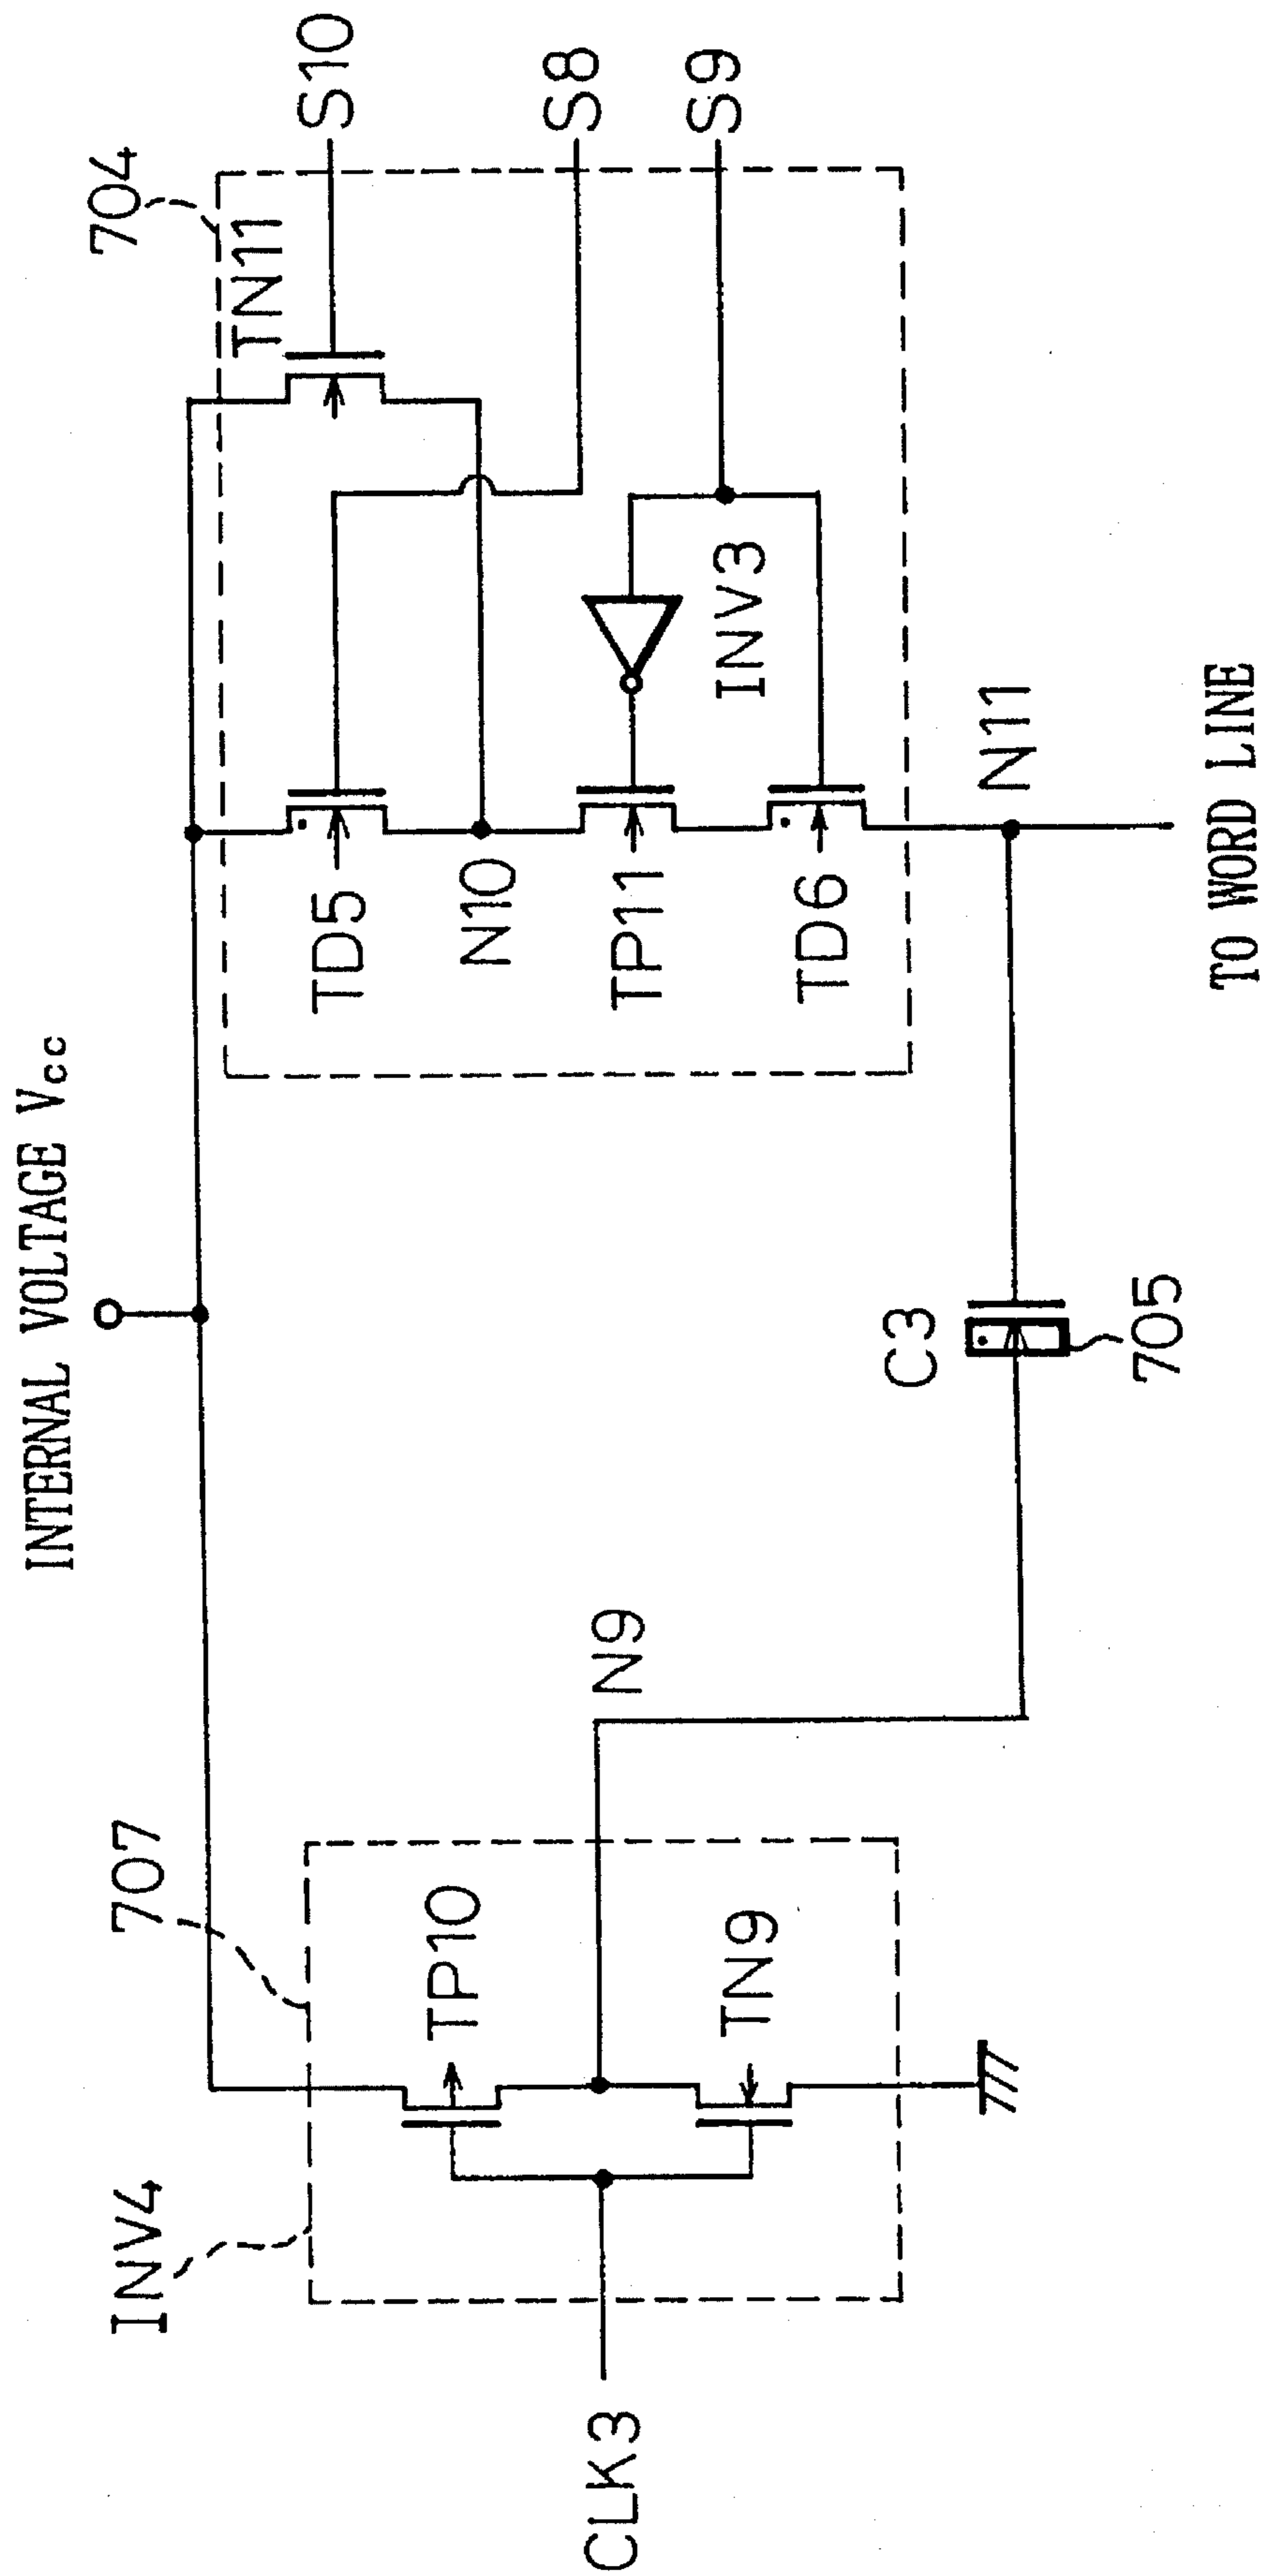 INTERNAL VOLTAGE Vcc
INV4
707
704
TP10
TN9
CLK3
N9
C3
705
TN11
S10
TD5
S8
N10
TP11
INV3
S9
TD6
N11
TO WORD LINE